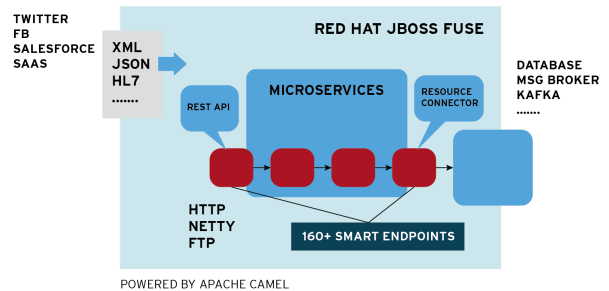 TWITTER
FB
SALESFORCE
SAAS
XML
JSON
HL7
.......
RED HAT JBOSS FUSE
REST API
MICROSERVICES
RESOURCE
CONNECTOR
DATABASE
MSG BROKER
KAFKA
.......
HTTP
NETTY
FTP
160+ SMART ENDPOINTS
POWERED BY APACHE CAMEL